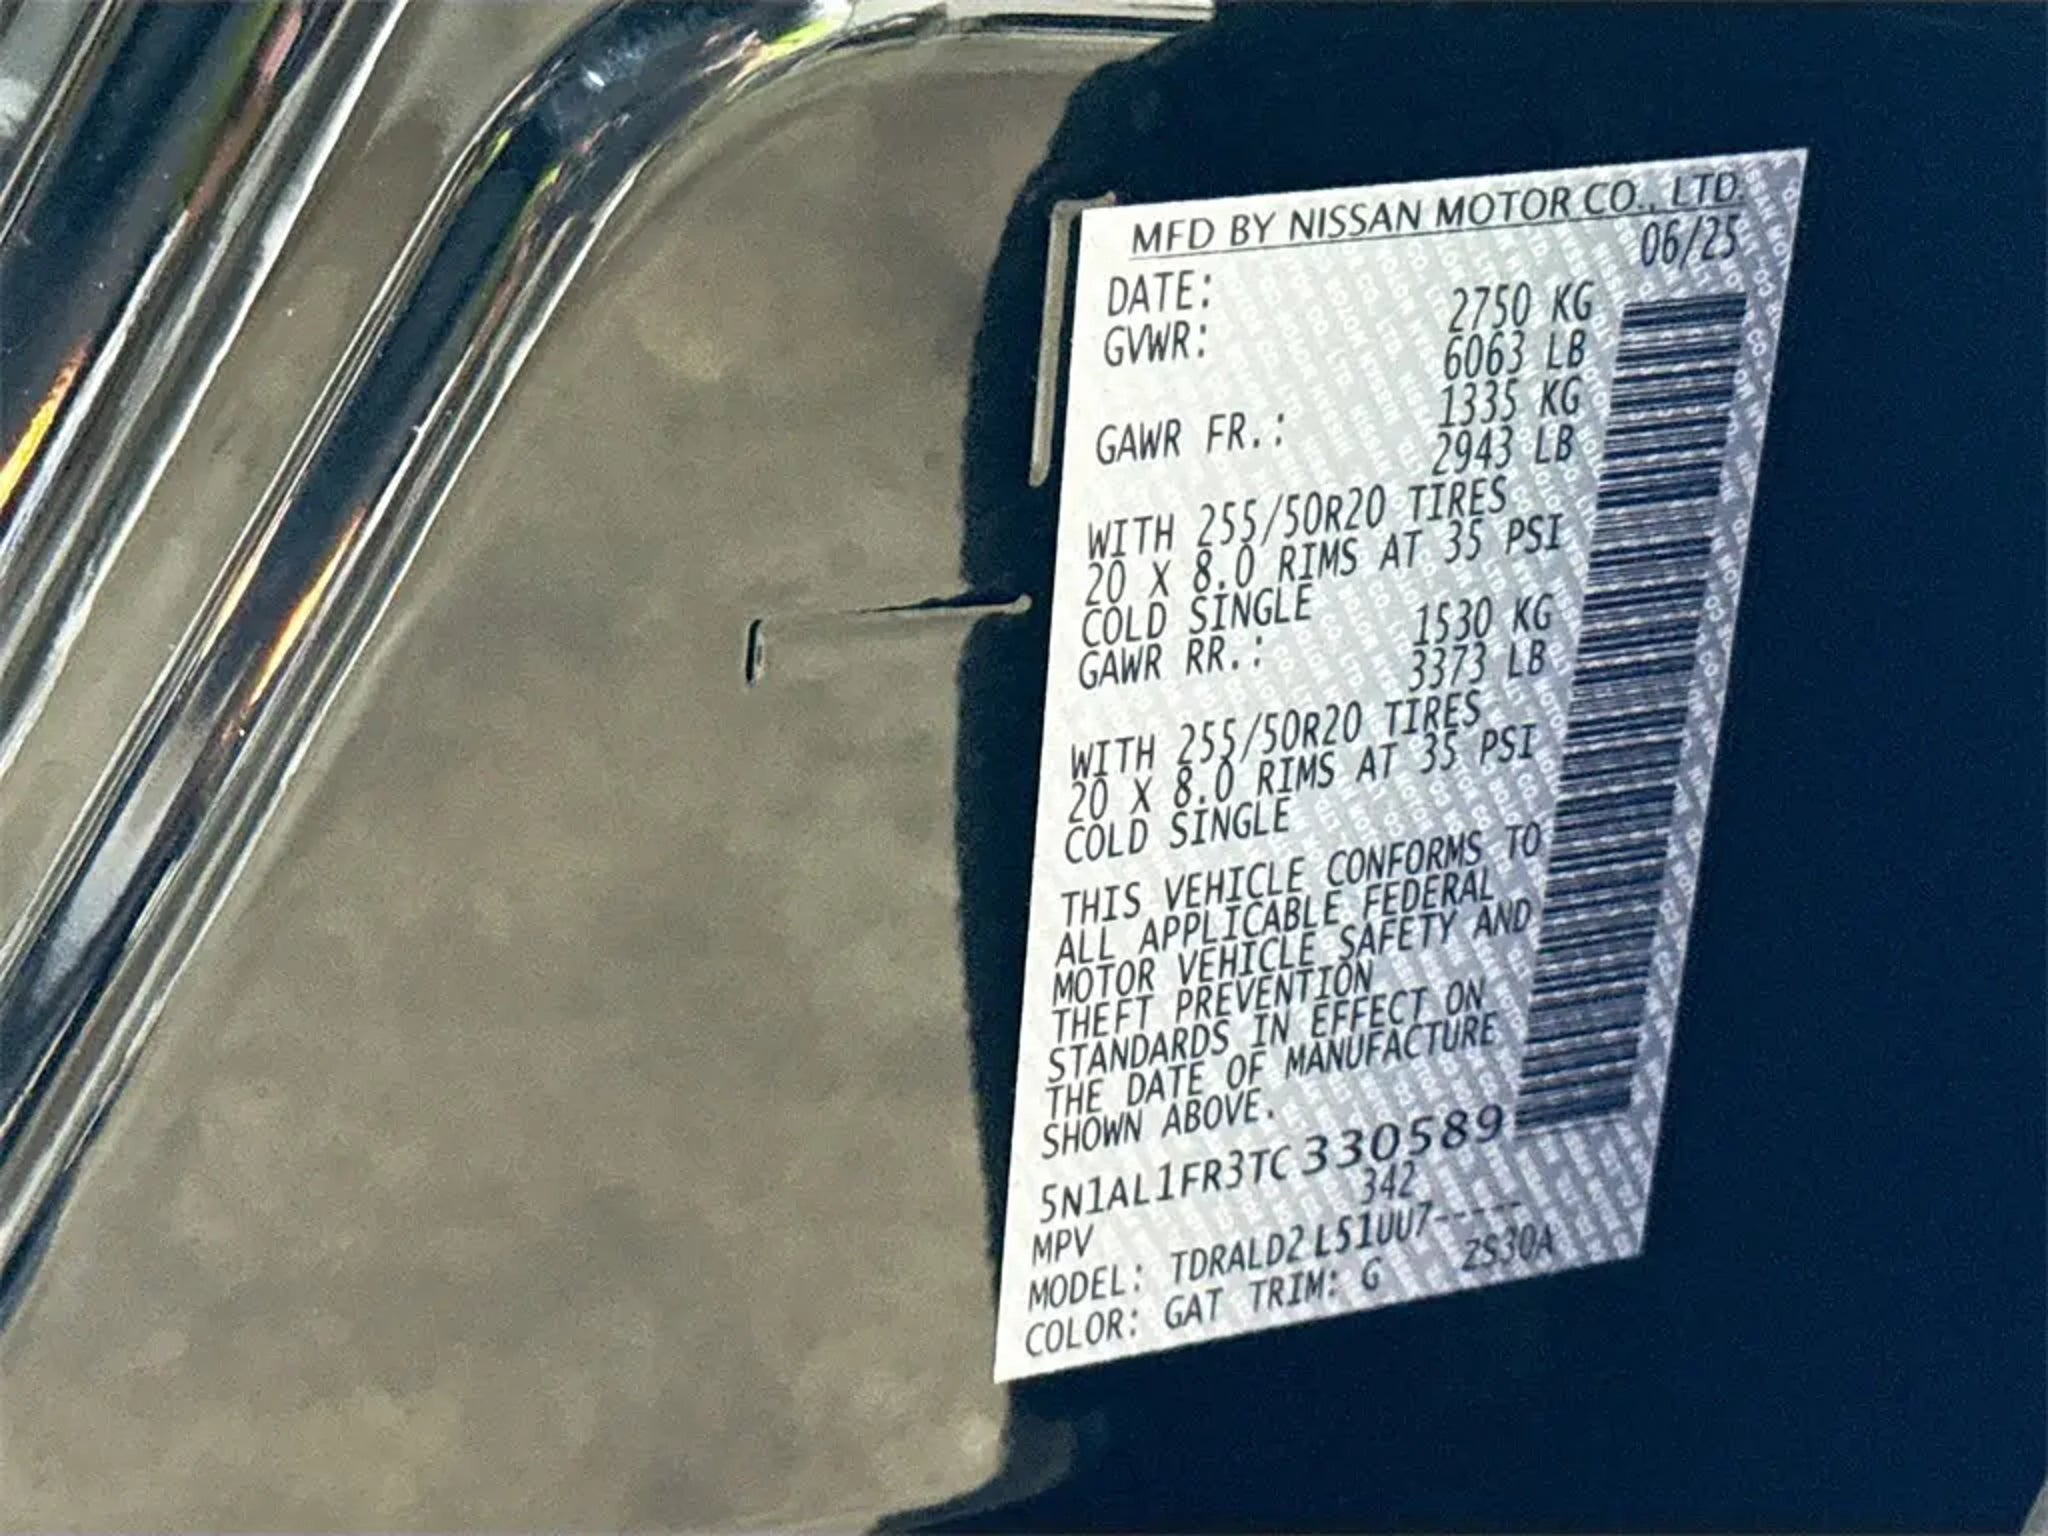 MFD BY NISSAN MOTOR CO., LTD.
DATE: 06/25
GVWR: 2750 KG
6063 LB
GAWR FR.: 1335 KG
2943 LB
WITH 255/50R20 TIRES
20 X 8.0 RIMS AT 35 PSI
COLD SINGLE
GAWR RR.: 1530 KG
3373 LB
WITH 255/50R20 TIRES
20 X 8.0 RIMS AT 35 PSI
COLD SINGLE
THIS VEHICLE CONFORMS TO
ALL APPLICABLE FEDERAL
MOTOR VEHICLE SAFETY AND
THEFT PREVENTION
STANDARDS IN EFFECT ON
THE DATE OF MANUFACTURE
SHOWN ABOVE.
5N1AL1FR3TC330589
MPV 342
MODEL: TDRALD2L51UU7-----
COLOR: GAT TRIM: G ZS30A